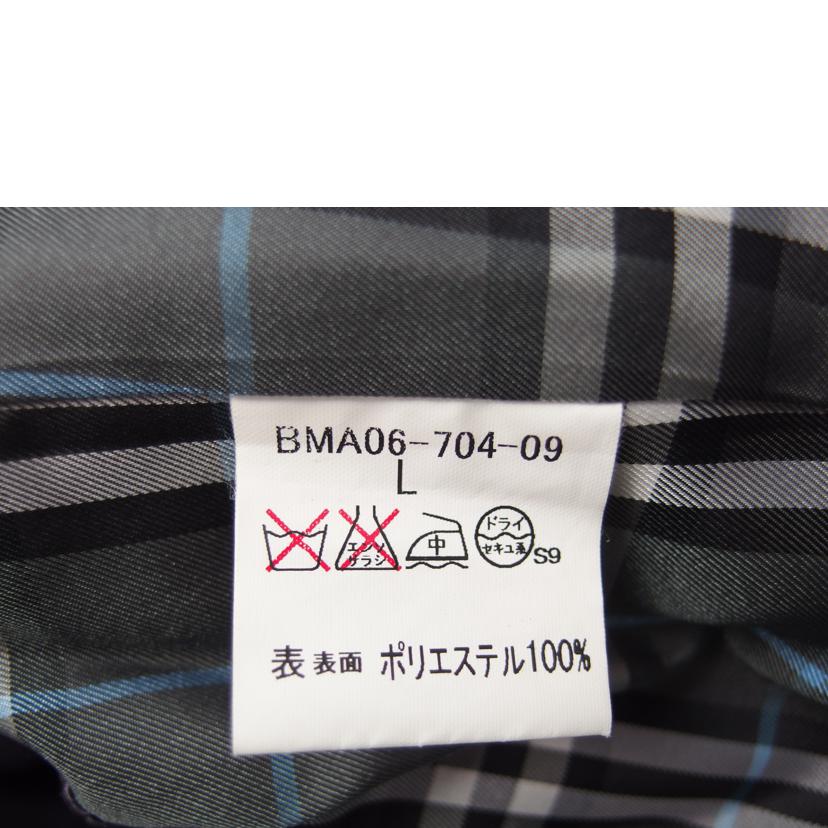 BMA06-704-09
L
エンソ
サラシ
中
ドライ
セキユ系
S9
表 表面 ポリエステル100%